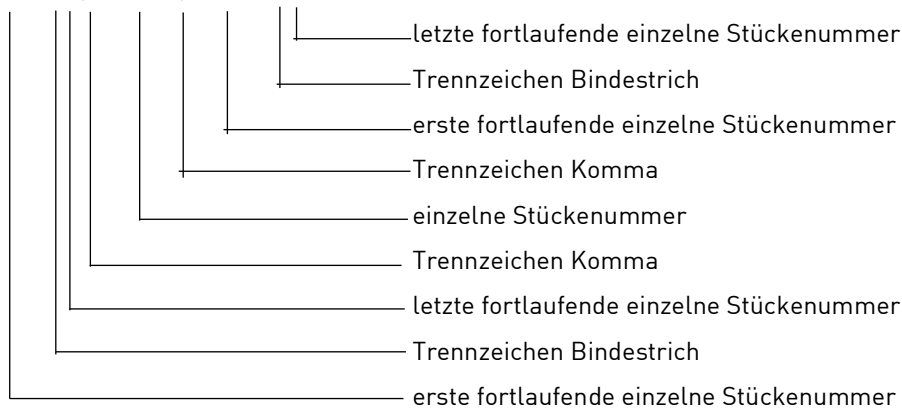 letzte fortlaufende einzelne Stückenummer
Trennzeichen Bindestrich
erste fortlaufende einzelne Stückenummer
Trennzeichen Komma
einzelne Stückenummer
Trennzeichen Komma
letzte fortlaufende einzelne Stückenummer
Trennzeichen Bindestrich
erste fortlaufende einzelne Stückenummer